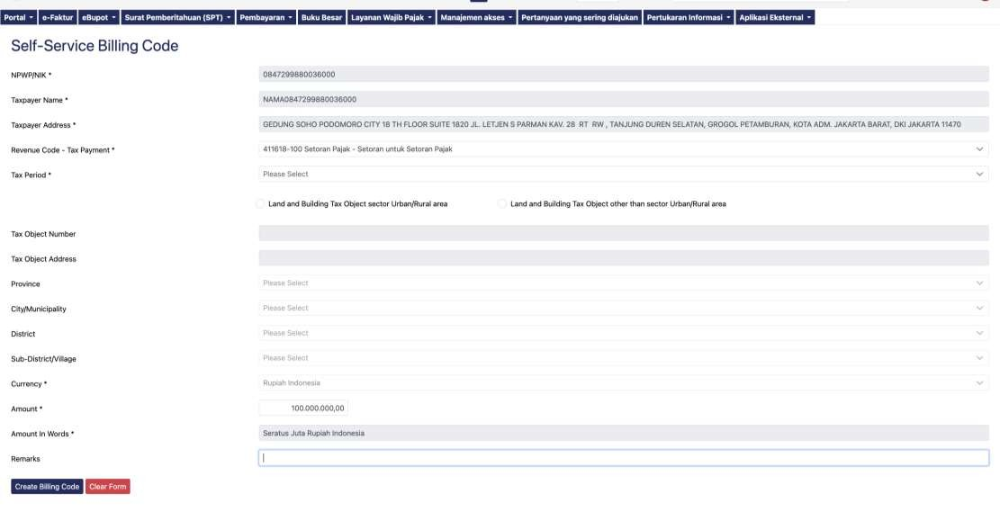 Portal e-Faktur eBupot Surat Pemberitahuan (SPT) Pembayaran Buku Besar Layanan Wajib Pajak Manajemen akses Pertanyaan yang sering diajukan Pertukaran Informasi Aplikasi Eksternal
Self-Service Billing Code
NPWP/NIK * 0847299880036000
Taxpayer Name * NAMA0847299880036000
Taxpayer Address * GEDUNG SOHO PODOMORO CITY 18 TH FLOOR SUITE 1820 JL. LETJEN S PARMAN KAV. 28 RT RW , TANJUNG DUREN SELATAN, GROGOL PETAMBURAN, KOTA ADM. JAKARTA BARAT, DKI JAKARTA 11470
Revenue Code - Tax Payment * 411618-100 Setoran Pajak - Setoran untuk Setoran Pajak
Tax Period * Please Select
Land and Building Tax Object sector Urban/Rural area Land and Building Tax Object other than sector Urban/Rural area
Tax Object Number
Tax Object Address
Province Please Select
City/Municipality Please Select
District Please Select
Sub-District/Village Please Select
Currency * Rupiah Indonesia
Amount * 100.000.000,00
Amount In Words * Seratus Juta Rupiah Indonesia
Remarks
Create Billing Code Clear Form